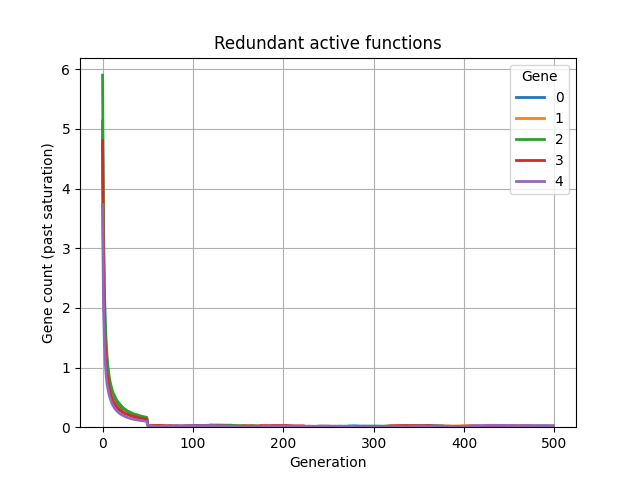 Redundant active functions
Gene count (past saturation)
6
5
4
3
2
1
0
0 100 200 300 400 500
Generation
Gene
0
1
2
3
4